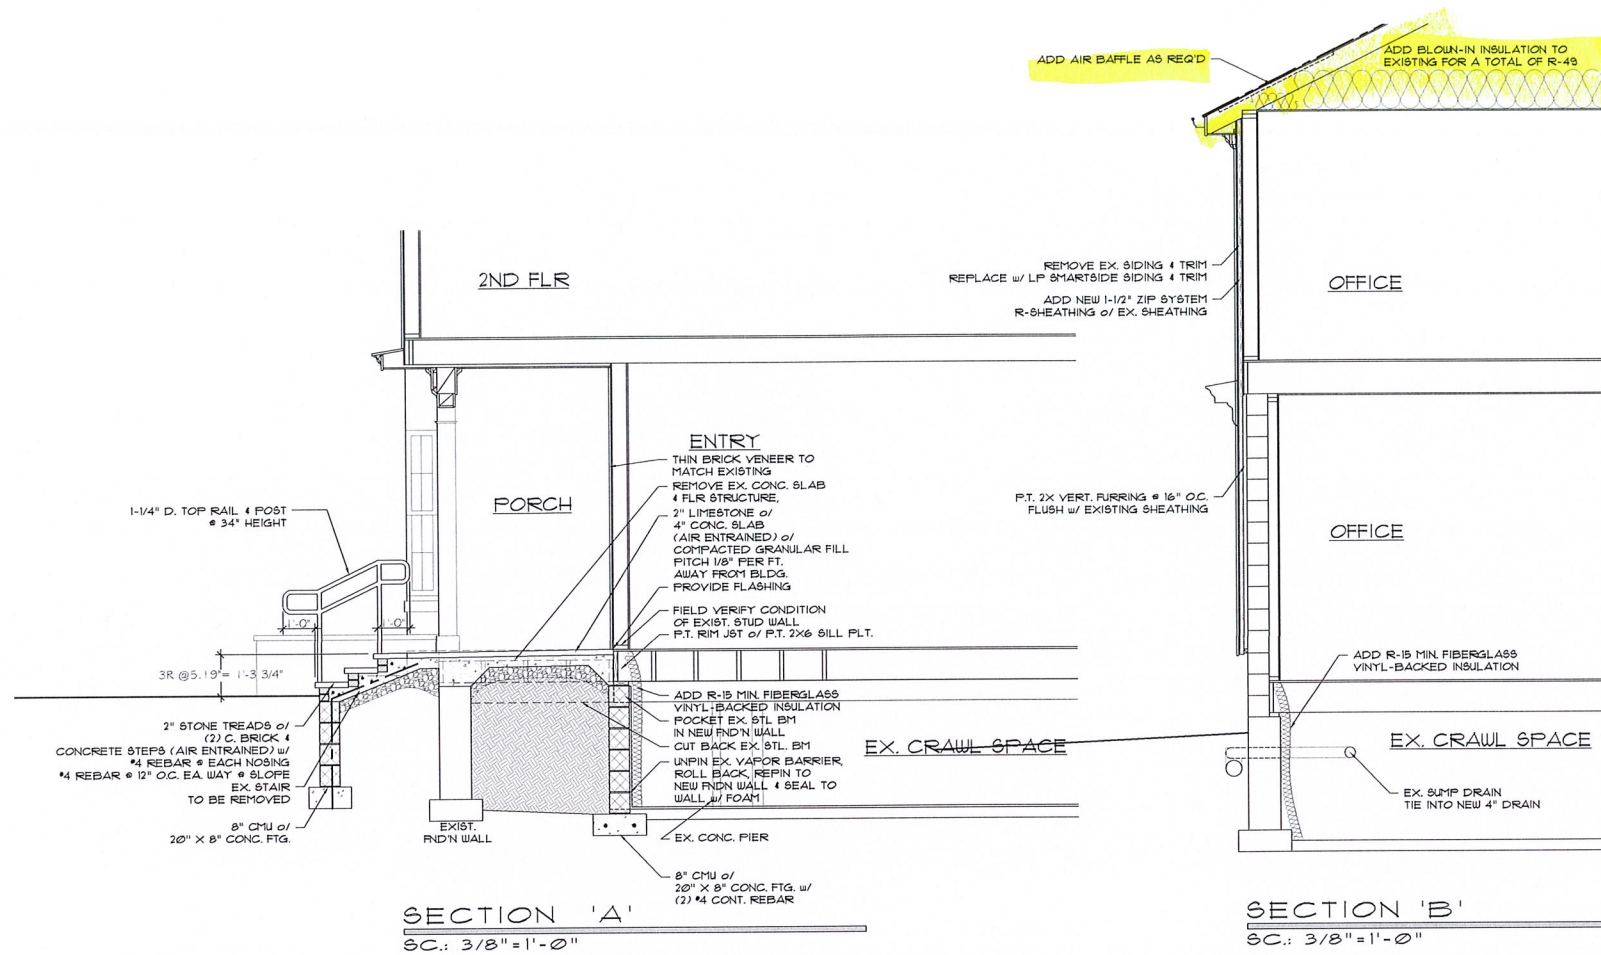 ADD AIR BAFFLE AS REQ'D
ADD BLOWN-IN INSULATION TO
EXISTING FOR A TOTAL OF R-49
2ND FLR
REMOVE EX. SIDING & TRIM
REPLACE w/ LP SMARTSIDE SIDING & TRIM
ADD NEW 1-1/2" ZIP SYSTEM
R-SHEATHING o/ EX. SHEATHING
OFFICE
ENTRY
THIN BRICK VENEER TO
MATCH EXISTING
REMOVE EX. CONC. SLAB
& FLR STRUCTURE,
2" LIMESTONE o/
4" CONC. SLAB
(AIR ENTRAINED) o/
COMPACTED GRANULAR FILL
PITCH 1/8" PER FT.
AWAY FROM BLDG.
PROVIDE FLASHING
FIELD VERIFY CONDITION
OF EXIST. STUD WALL
P.T. RIM JST o/ P.T. 2X6 SILL PLT.
PORCH
1-1/4" D. TOP RAIL & POST
@ 34" HEIGHT
1'-0"
1'-0"
3R @5.19"= 1'-3 3/4"
P.T. 2X VERT. FURRING @ 16" O.C.
FLUSH w/ EXISTING SHEATHING
OFFICE
2" STONE TREADS o/
(2) C. BRICK &
CONCRETE STEPS (AIR ENTRAINED) w/
#4 REBAR @ EACH NOSING
#4 REBAR @ 12" O.C. EA. WAY @ SLOPE
EX. STAIR
TO BE REMOVED
8" CMU o/
20" X 8" CONC. FTG.
EXIST.
FND'N WALL
ADD R-15 MIN. FIBERGLASS
VINYL-BACKED INSULATION
POCKET EX. STL BM
IN NEW FND'N WALL
CUT BACK EX. STL. BM
UNPIN EX. VAPOR BARRIER,
ROLL BACK, REPIN TO
NEW FNDN WALL & SEAL TO
WALL w/ FOAM
EX. CONC. PIER
8" CMU o/
20" X 8" CONC. FTG. w/
(2) #4 CONT. REBAR
EX. CRAWL SPACE
ADD R-15 MIN. FIBERGLASS
VINYL-BACKED INSULATION
EX. CRAWL SPACE
EX. SUMP DRAIN
TIE INTO NEW 4" DRAIN
SECTION 'A'
SC.: 3/8"=1'-0"
SECTION 'B'
SC.: 3/8"=1'-0"